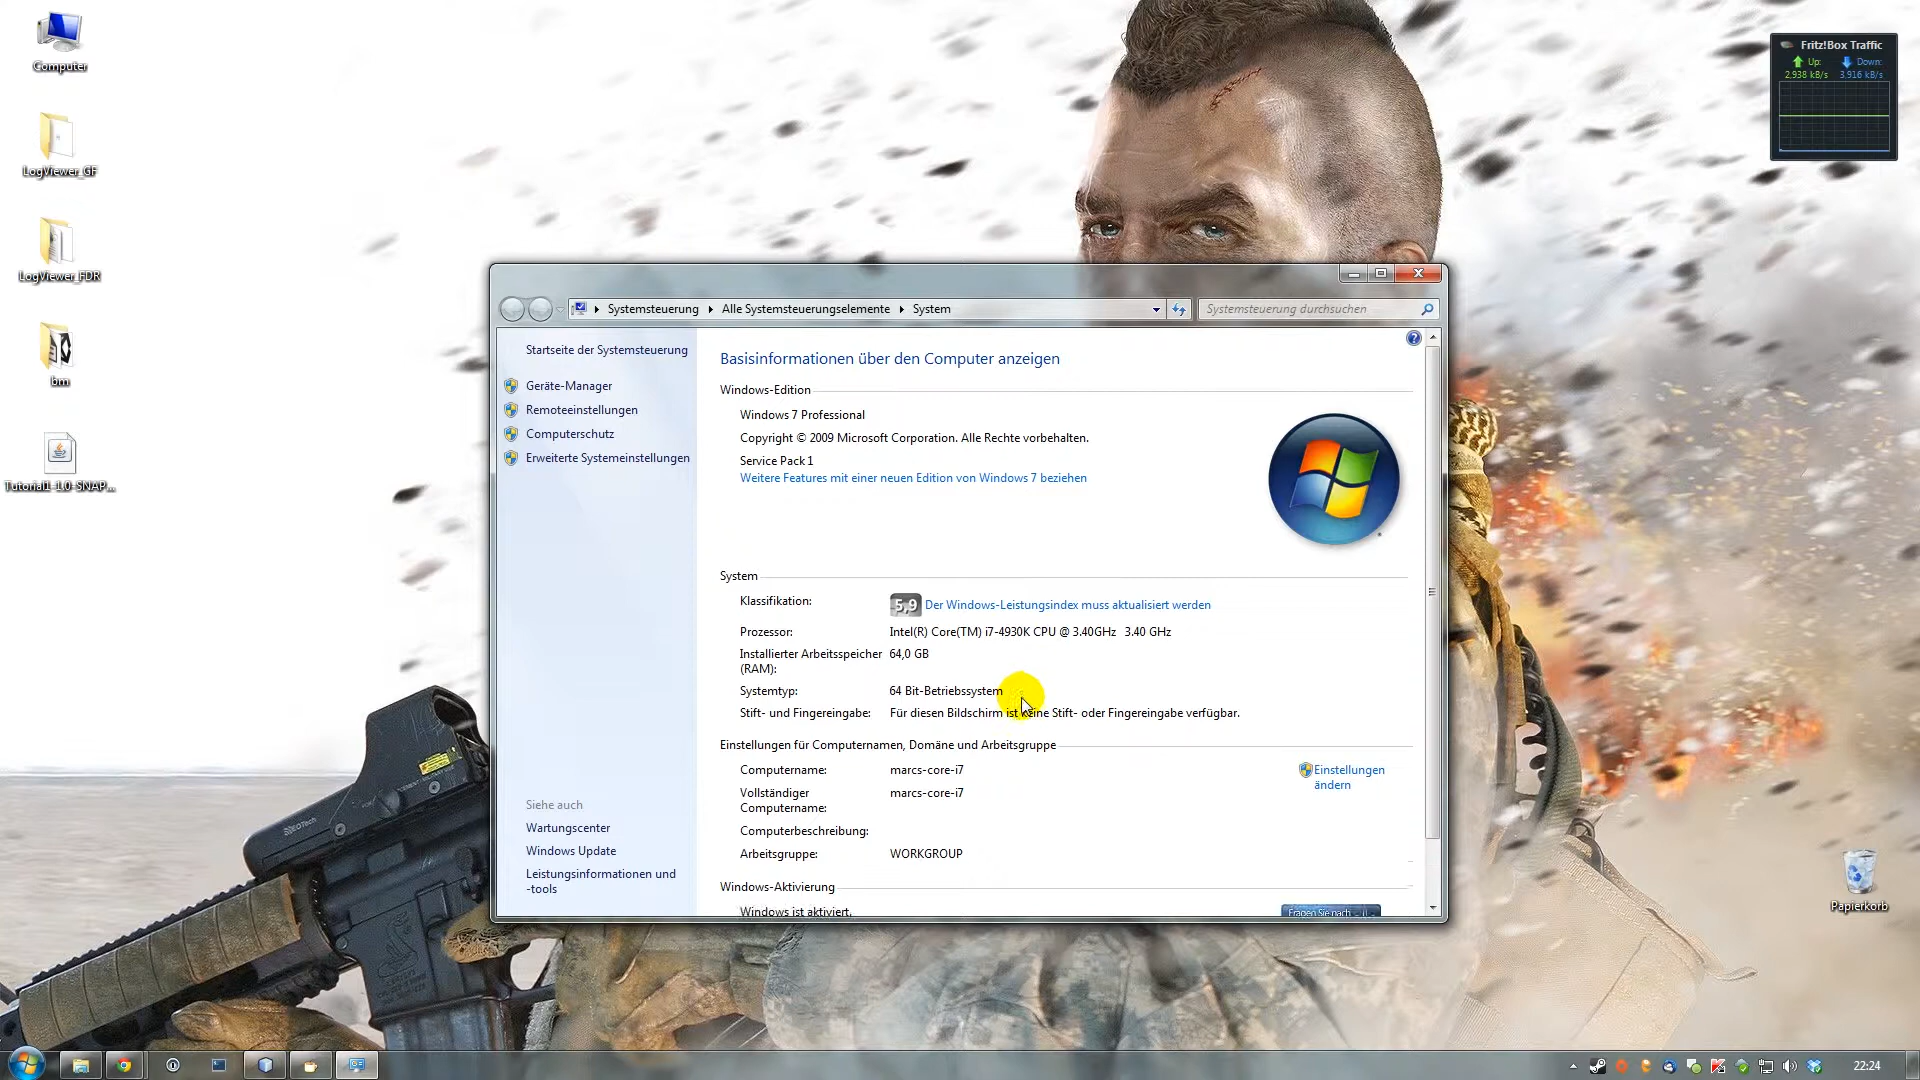 Computer
LogViewer_GF
LogViewer_FDR
bm
Tutorial1-1.0-SNAP...
Fritz!Box Traffic
Up: Down:
2.938 kB/s 3.916 kB/s
Systemsteuerung Alle Systemsteuerungselemente System
Systemsteuerung durchsuchen
Startseite der Systemsteuerung
Geräte-Manager
Remoteeinstellungen
Computerschutz
Erweiterte Systemeinstellungen
Siehe auch
Wartungscenter
Windows Update
Leistungsinformationen und
-tools
Basisinformationen über den Computer anzeigen
Windows-Edition
Windows 7 Professional
Copyright © 2009 Microsoft Corporation. Alle Rechte vorbehalten.
Service Pack 1
Weitere Features mit einer neuen Edition von Windows 7 beziehen
System
Klassifikation: 5,9 Der Windows-Leistungsindex muss aktualisiert werden
Prozessor: Intel(R) Core(TM) i7-4930K CPU @ 3.40GHz 3.40 GHz
Installierter Arbeitsspeicher 64,0 GB
(RAM):
Systemtyp: 64 Bit-Betriebssystem
Stift- und Fingereingabe: Für diesen Bildschirm ist keine Stift- oder Fingereingabe verfügbar.
Einstellungen für Computernamen, Domäne und Arbeitsgruppe
Computername: marcs-core-i7
Einstellungen
ändern
Vollständiger marcs-core-i7
Computername:
Computerbeschreibung:
Arbeitsgruppe: WORKGROUP
Windows-Aktivierung
Windows ist aktiviert.
Fragen Sie nach
Papierkorb
22:24